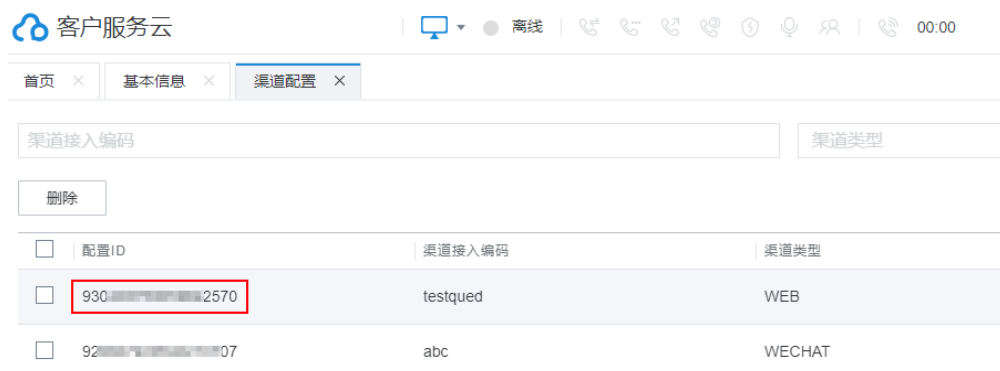 客户服务云
离线 00:00
首页 基本信息 渠道配置
渠道接入编码 渠道类型
删除
配置ID 渠道接入编码 渠道类型
930 2570 testqued WEB
92 07 abc WECHAT